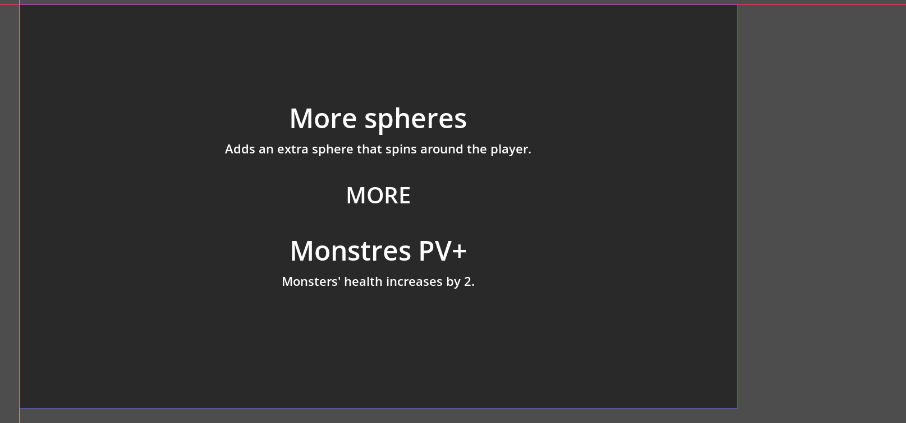 More spheres
Adds an extra sphere that spins around the player.
MORE
Monstres PV+
Monsters' health increases by 2.